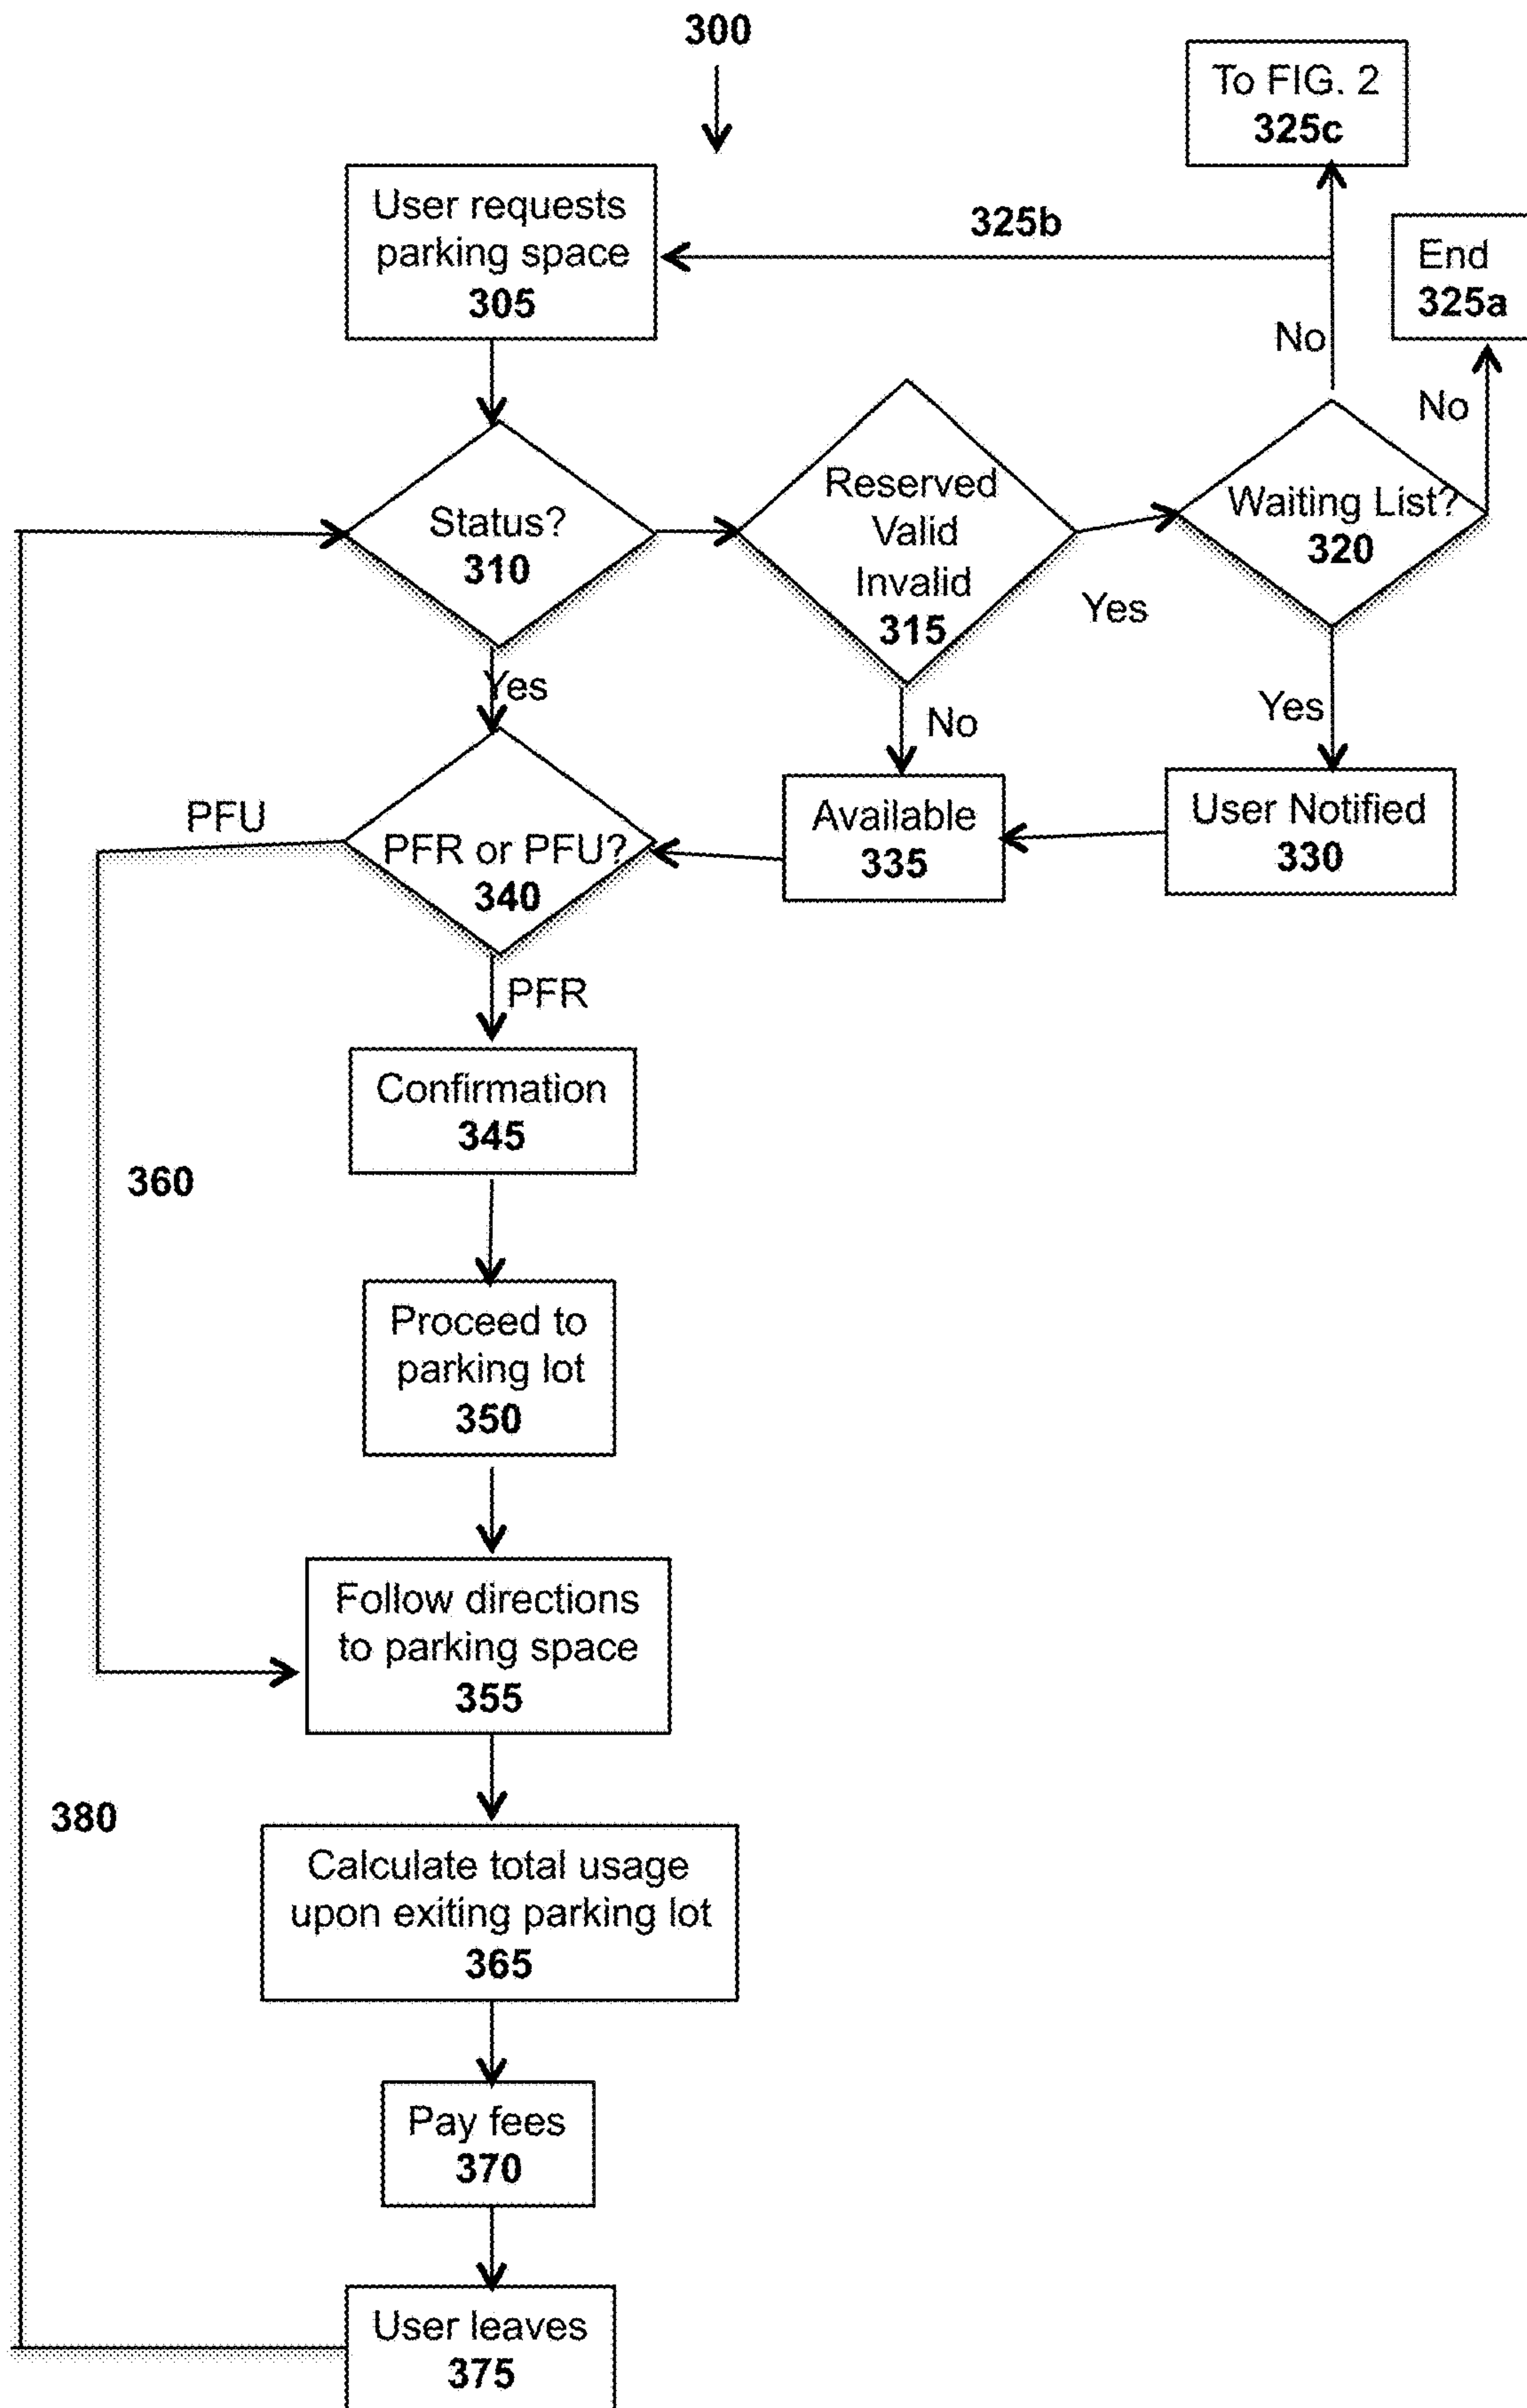 300
To FIG. 2
325c
User requests
parking space
305
325b
End
325a
No
No
Status?
310
Reserved
Valid
Invalid
315
Waiting List?
320
Yes
Yes
No
Yes
PFU
PFR or PFU?
340
Available
335
User Notified
330
PFR
Confirmation
345
360
Proceed to
parking lot
350
Follow directions
to parking space
355
380
Calculate total usage
upon exiting parking lot
365
Pay fees
370
User leaves
375